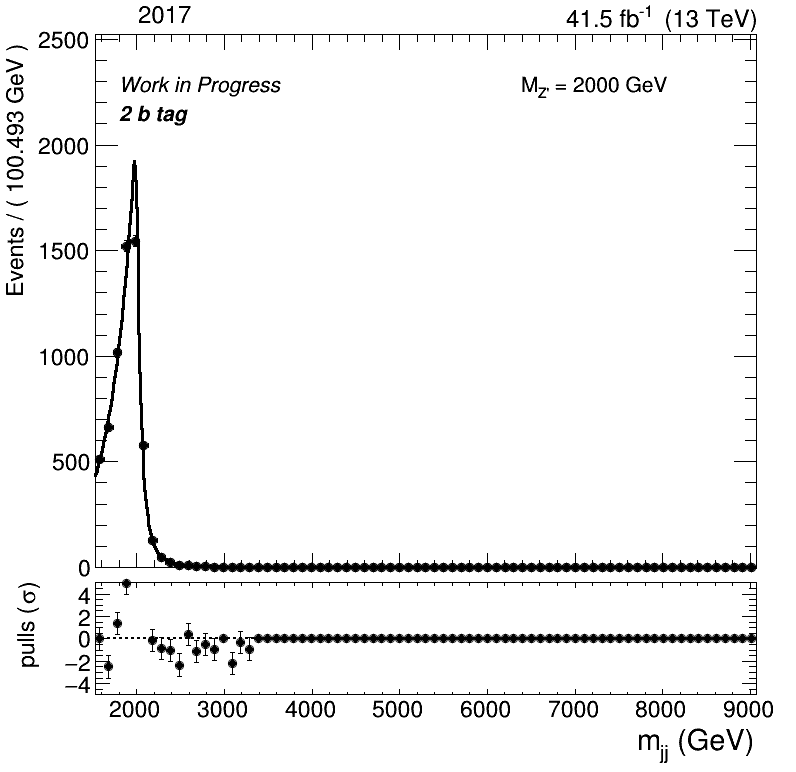 2017 41.5 fb⁻¹ (13 TeV)
Events / ( 100.493 GeV )
2500
2000
1500
1000
500
0
Work in Progress
2 b tag
M_Z' = 2000 GeV
pulls (σ)
4
2
0
−2
−4
2000 3000 4000 5000 6000 7000 8000 9000
m_jj (GeV)